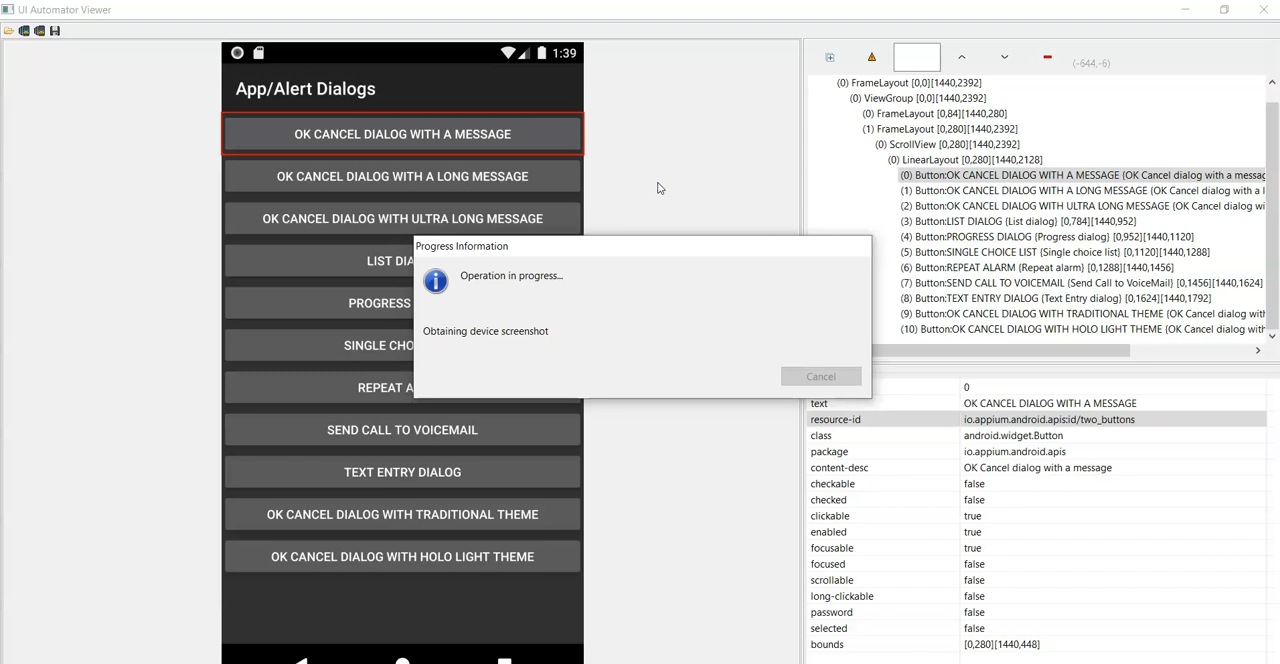 UI Automator Viewer
1:39
App/Alert Dialogs
OK CANCEL DIALOG WITH A MESSAGE
OK CANCEL DIALOG WITH A LONG MESSAGE
OK CANCEL DIALOG WITH ULTRA LONG MESSAGE
LIST DIA
PROGRESS
SINGLE CHO
REPEAT A
SEND CALL TO VOICEMAIL
TEXT ENTRY DIALOG
OK CANCEL DIALOG WITH TRADITIONAL THEME
OK CANCEL DIALOG WITH HOLO LIGHT THEME
Progress Information
Operation in progress...
Obtaining device screenshot
Cancel
(-644,-6)
(0) FrameLayout [0,0][1440,2392]
(0) ViewGroup [0,0][1440,2392]
(0) FrameLayout [0,84][1440,280]
(1) FrameLayout [0,280][1440,2392]
(0) ScrollView [0,280][1440,2392]
(0) LinearLayout [0,280][1440,2128]
(0) Button:OK CANCEL DIALOG WITH A MESSAGE {OK Cancel dialog with a messag
(1) Button:OK CANCEL DIALOG WITH A LONG MESSAGE {OK Cancel dialog with a l
(2) Button:OK CANCEL DIALOG WITH ULTRA LONG MESSAGE {OK Cancel dialog wi
(3) Button:LIST DIALOG {List dialog} [0,784][1440,952]
(4) Button:PROGRESS DIALOG {Progress dialog} [0,952][1440,1120]
(5) Button:SINGLE CHOICE LIST {Single choice list} [0,1120][1440,1288]
(6) Button:REPEAT ALARM {Repeat alarm} [0,1288][1440,1456]
(7) Button:SEND CALL TO VOICEMAIL {Send Call to VoiceMail} [0,1456][1440,1624]
(8) Button:TEXT ENTRY DIALOG {Text Entry dialog} [0,1624][1440,1792]
(9) Button:OK CANCEL DIALOG WITH TRADITIONAL THEME {OK Cancel dialog with
(10) Button:OK CANCEL DIALOG WITH HOLO LIGHT THEME {OK Cancel dialog with
0
text OK CANCEL DIALOG WITH A MESSAGE
resource-id io.appium.android.apis:id/two_buttons
class android.widget.Button
package io.appium.android.apis
content-desc OK Cancel dialog with a message
checkable false
checked false
clickable true
enabled true
focusable true
focused false
scrollable false
long-clickable false
password false
selected false
bounds [0,280][1440,448]